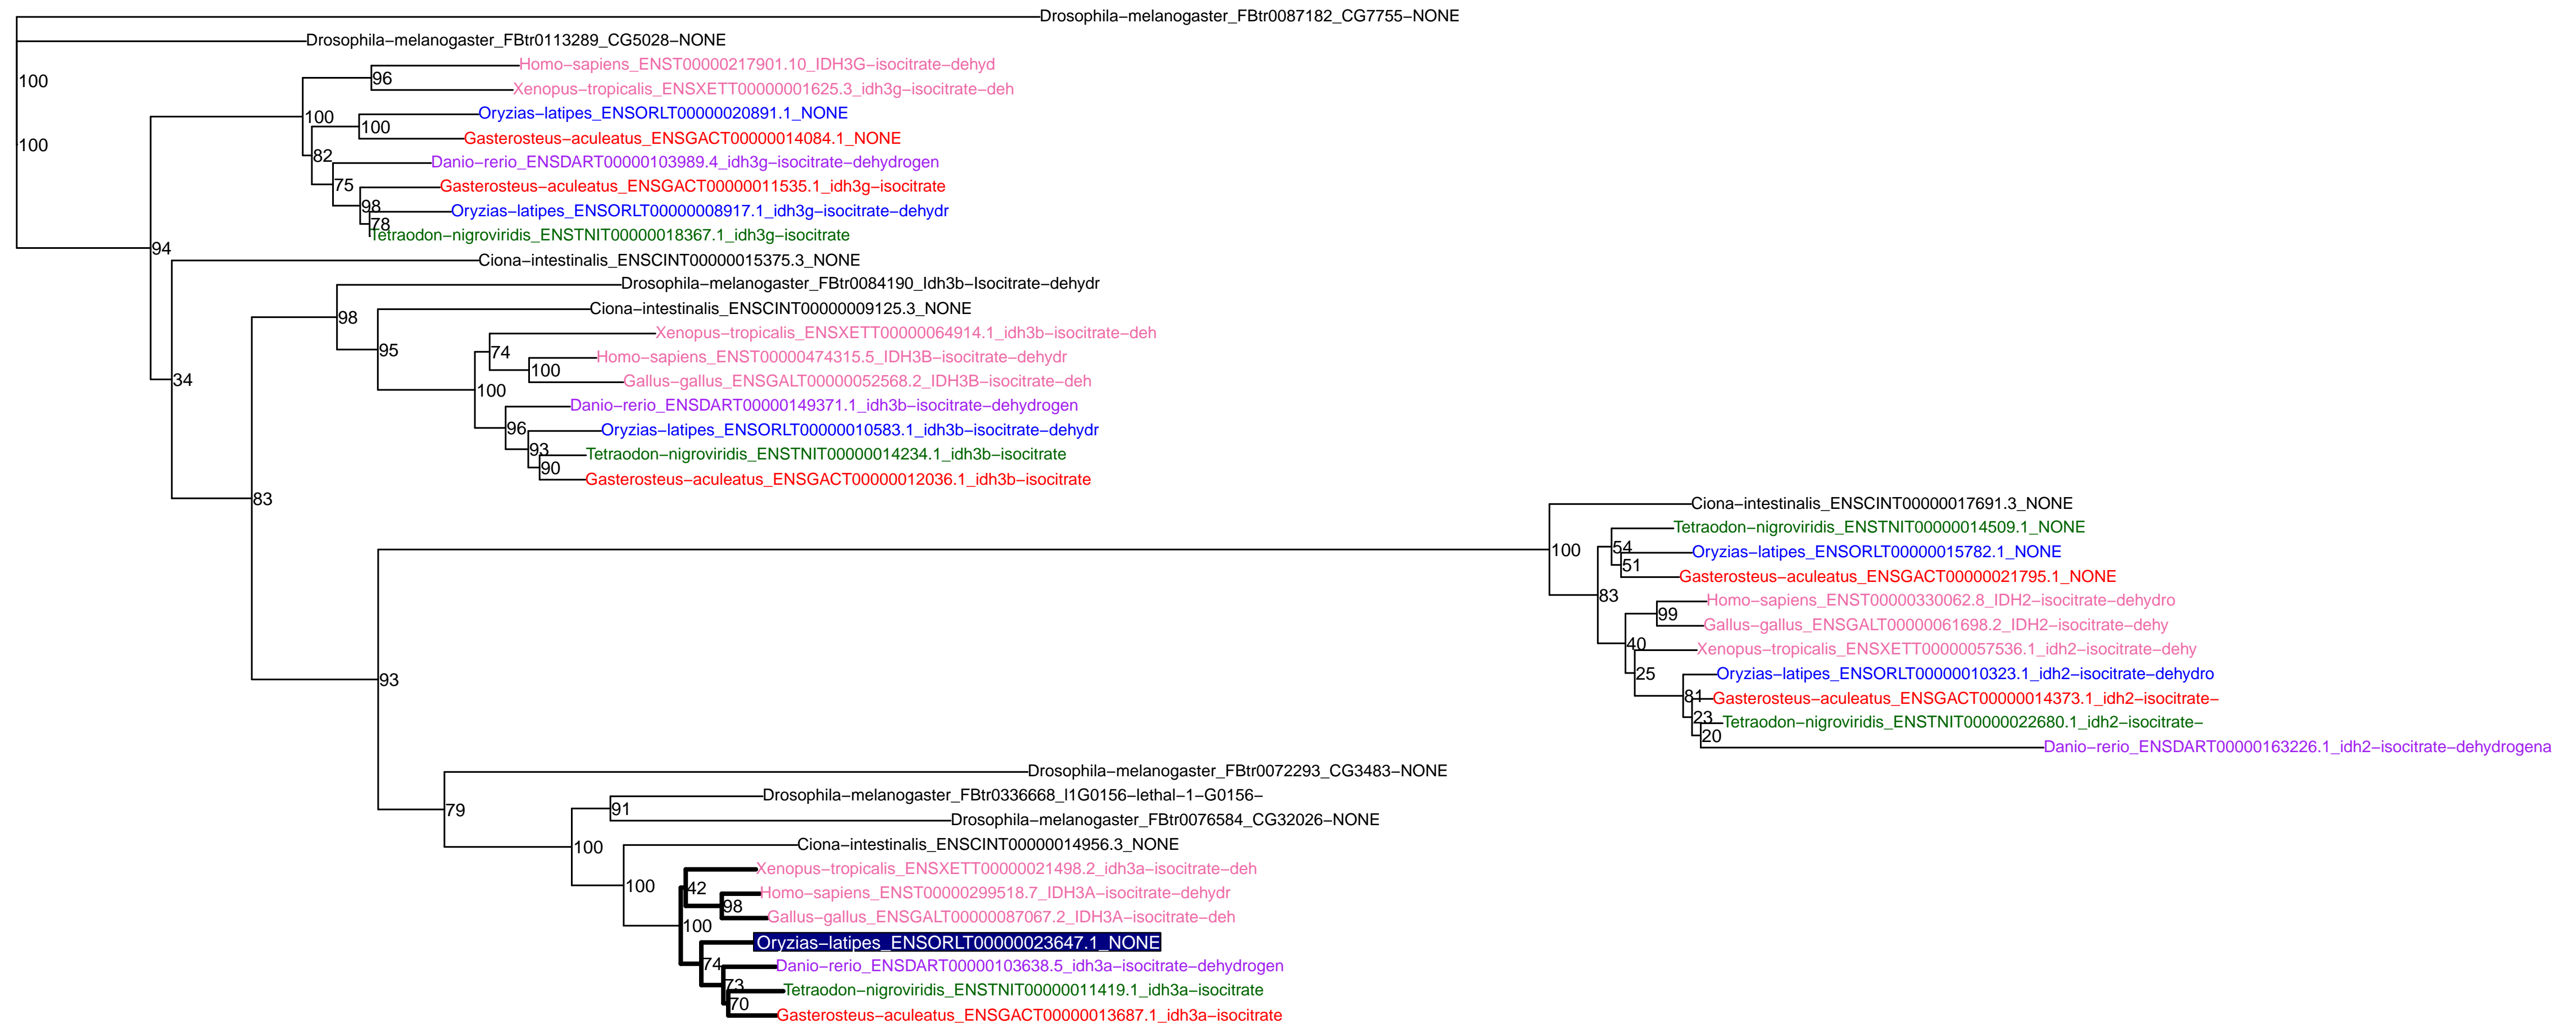 Drosophila−melanogaster_FBtr0087182_CG7755−NONE
Drosophila−melanogaster_FBtr0113289_CG5028−NONE
Homo−sapiens_ENST00000217901.10_IDH3G−isocitrate−dehyd
100
96
Xenopus−tropicalis_ENSXETT00000001625.3_idh3g−isocitrate−deh
Oryzias−latipes_ENSORLT00000020891.1_NONE
100
100
Gasterosteus−aculeatus_ENSGACT00000014084.1_NONE
100
82
Danio−rerio_ENSDART00000103989.4_idh3g−isocitrate−dehydrogen
75
Gasterosteus−aculeatus_ENSGACT00000011535.1_idh3g−isocitrate
98
Oryzias−latipes_ENSORLT00000008917.1_idh3g−isocitrate−dehydr
78
Tetraodon−nigroviridis_ENSTNIT00000018367.1_idh3g−isocitrate
94
Ciona−intestinalis_ENSCINT00000015375.3_NONE
Drosophila−melanogaster_FBtr0084190_Idh3b−Isocitrate−dehydr
Ciona−intestinalis_ENSCINT00000009125.3_NONE
98
Xenopus−tropicalis_ENSXETT00000064914.1_idh3b−isocitrate−deh
95
74
Homo−sapiens_ENST00000474315.5_IDH3B−isocitrate−dehydr
100
34
Gallus−gallus_ENSGALT00000052568.2_IDH3B−isocitrate−deh
100
Danio−rerio_ENSDART00000149371.1_idh3b−isocitrate−dehydrogen
96
Oryzias−latipes_ENSORLT00000010583.1_idh3b−isocitrate−dehydr
93
Tetraodon−nigroviridis_ENSTNIT00000014234.1_idh3b−isocitrate
90
Gasterosteus−aculeatus_ENSGACT00000012036.1_idh3b−isocitrate
83
Ciona−intestinalis_ENSCINT00000017691.3_NONE
Tetraodon−nigroviridis_ENSTNIT00000014509.1_NONE
100
54
Oryzias−latipes_ENSORLT00000015782.1_NONE
51
Gasterosteus−aculeatus_ENSGACT00000021795.1_NONE
83
Homo−sapiens_ENST00000330062.8_IDH2−isocitrate−dehydro
99
Gallus−gallus_ENSGALT00000061698.2_IDH2−isocitrate−dehy
40
Xenopus−tropicalis_ENSXETT00000057536.1_idh2−isocitrate−dehy
93
25
Oryzias−latipes_ENSORLT00000010323.1_idh2−isocitrate−dehydro
81
Gasterosteus−aculeatus_ENSGACT00000014373.1_idh2−isocitrate−
23
Tetraodon−nigroviridis_ENSTNIT00000022680.1_idh2−isocitrate−
20
Danio−rerio_ENSDART00000163226.1_idh2−isocitrate−dehydrogena
Drosophila−melanogaster_FBtr0072293_CG3483−NONE
Drosophila−melanogaster_FBtr0336668_l1G0156−lethal−1−G0156−
79
91
Drosophila−melanogaster_FBtr0076584_CG32026−NONE
100
Ciona−intestinalis_ENSCINT00000014956.3_NONE
Xenopus−tropicalis_ENSXETT00000021498.2_idh3a−isocitrate−deh
100
42
Homo−sapiens_ENST00000299518.7_IDH3A−isocitrate−dehydr
98
Gallus−gallus_ENSGALT00000087067.2_IDH3A−isocitrate−deh
100
Oryzias−latipes_ENSORLT00000023647.1_NONE
74
Danio−rerio_ENSDART00000103638.5_idh3a−isocitrate−dehydrogen
73
Tetraodon−nigroviridis_ENSTNIT00000011419.1_idh3a−isocitrate
70
Gasterosteus−aculeatus_ENSGACT00000013687.1_idh3a−isocitrate